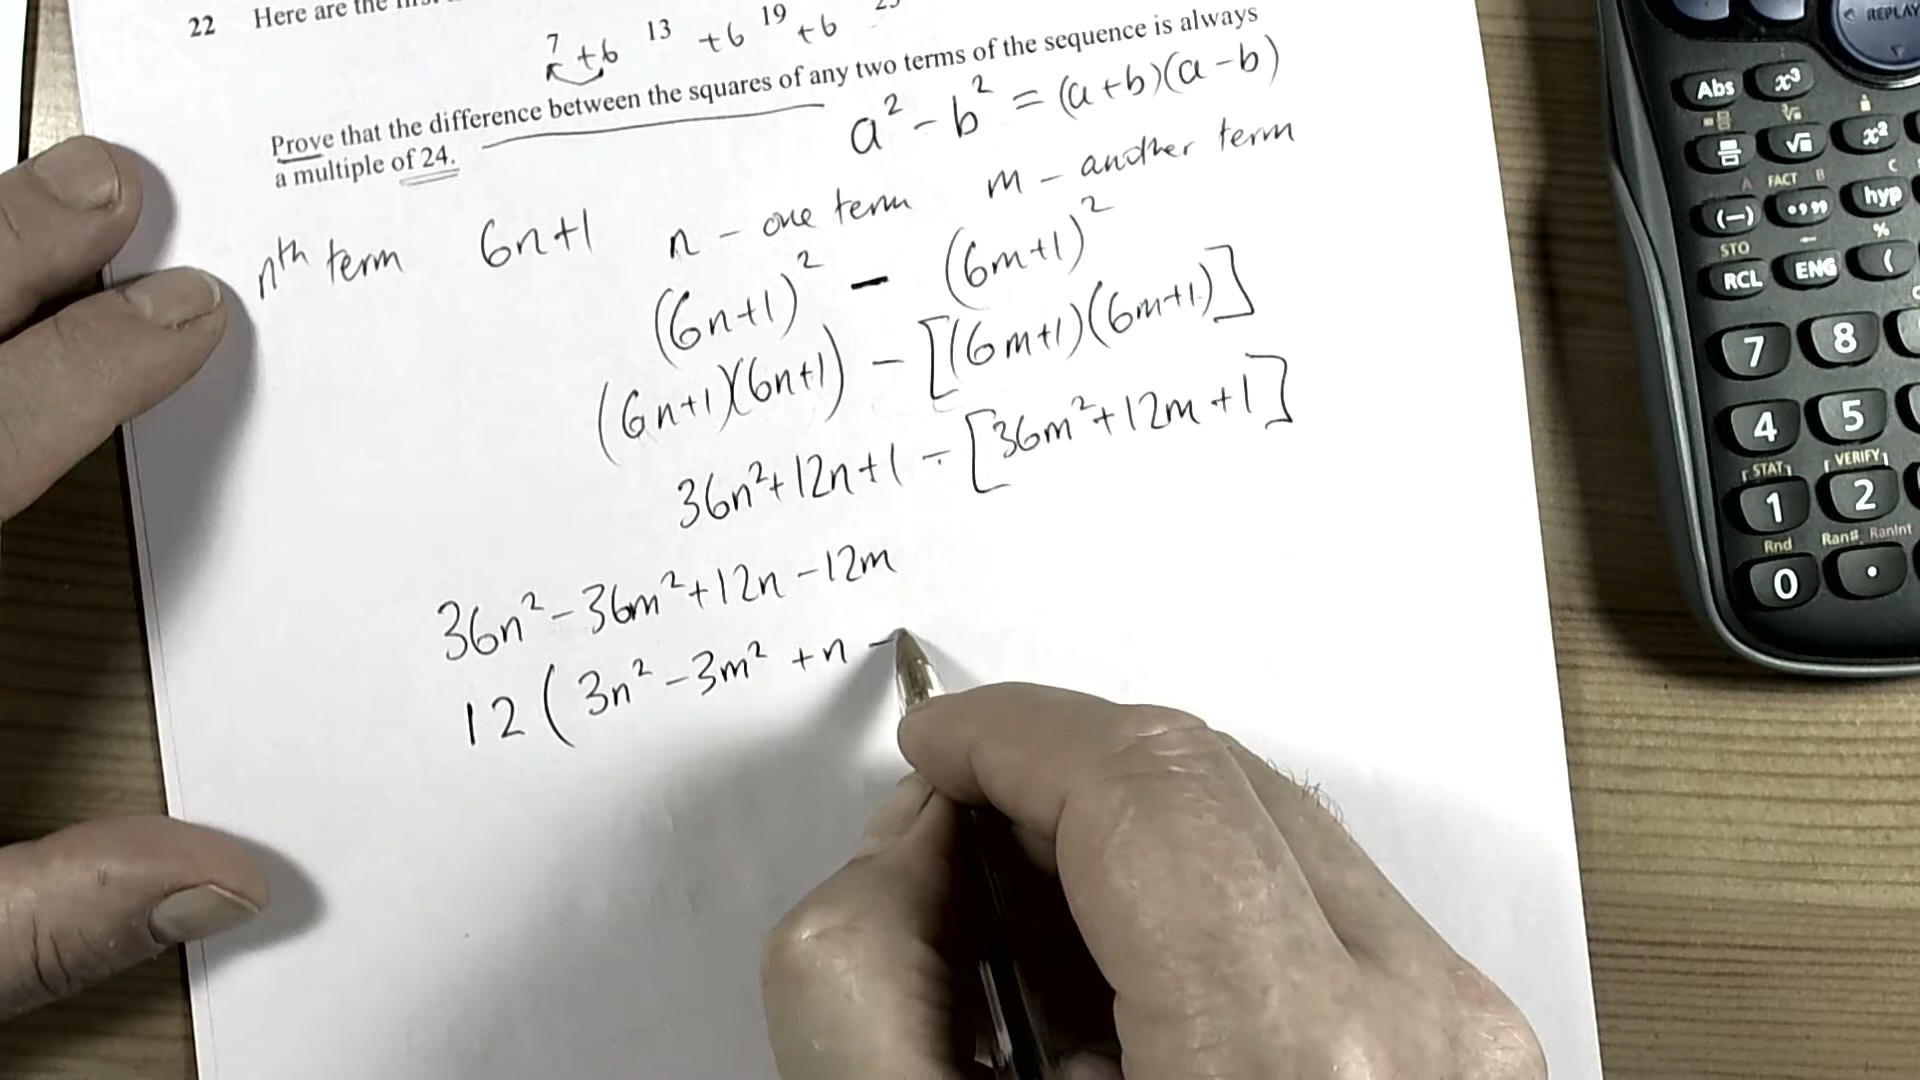 22 Here are the
7 +6 13 +6 19 +6
Prove that the difference between the squares of any two terms of the sequence is always
a multiple of 24.
a² - b² = (a+b)(a-b)
nth term 6n+1 n - one term m - another term
(6n+1)² - (6m+1)²
(6n+1)(6n+1) - [(6m+1)(6m+1)]
36n²+12n+1 - [36m²+12m+1]
36n²-36m²+12n-12m
12(3n²-3m²+n-
REPLAY
Abs x³
√ x²
A FACT B C
(-) hyp
STO ← %
RCL ENG (
7 8
4 5
STAT VERIFY
1 2
Rnd Ran# RanInt
0 .